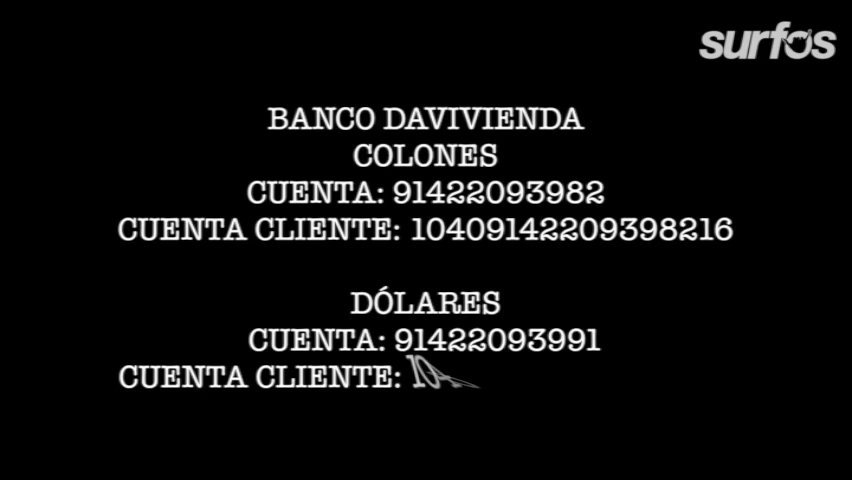 surfos
BANCO DAVIVIENDA
COLONES
CUENTA: 91422093982
CUENTA CLIENTE: 10409142209398216
DÓLARES
CUENTA: 91422093991
CUENTA CLIENTE: